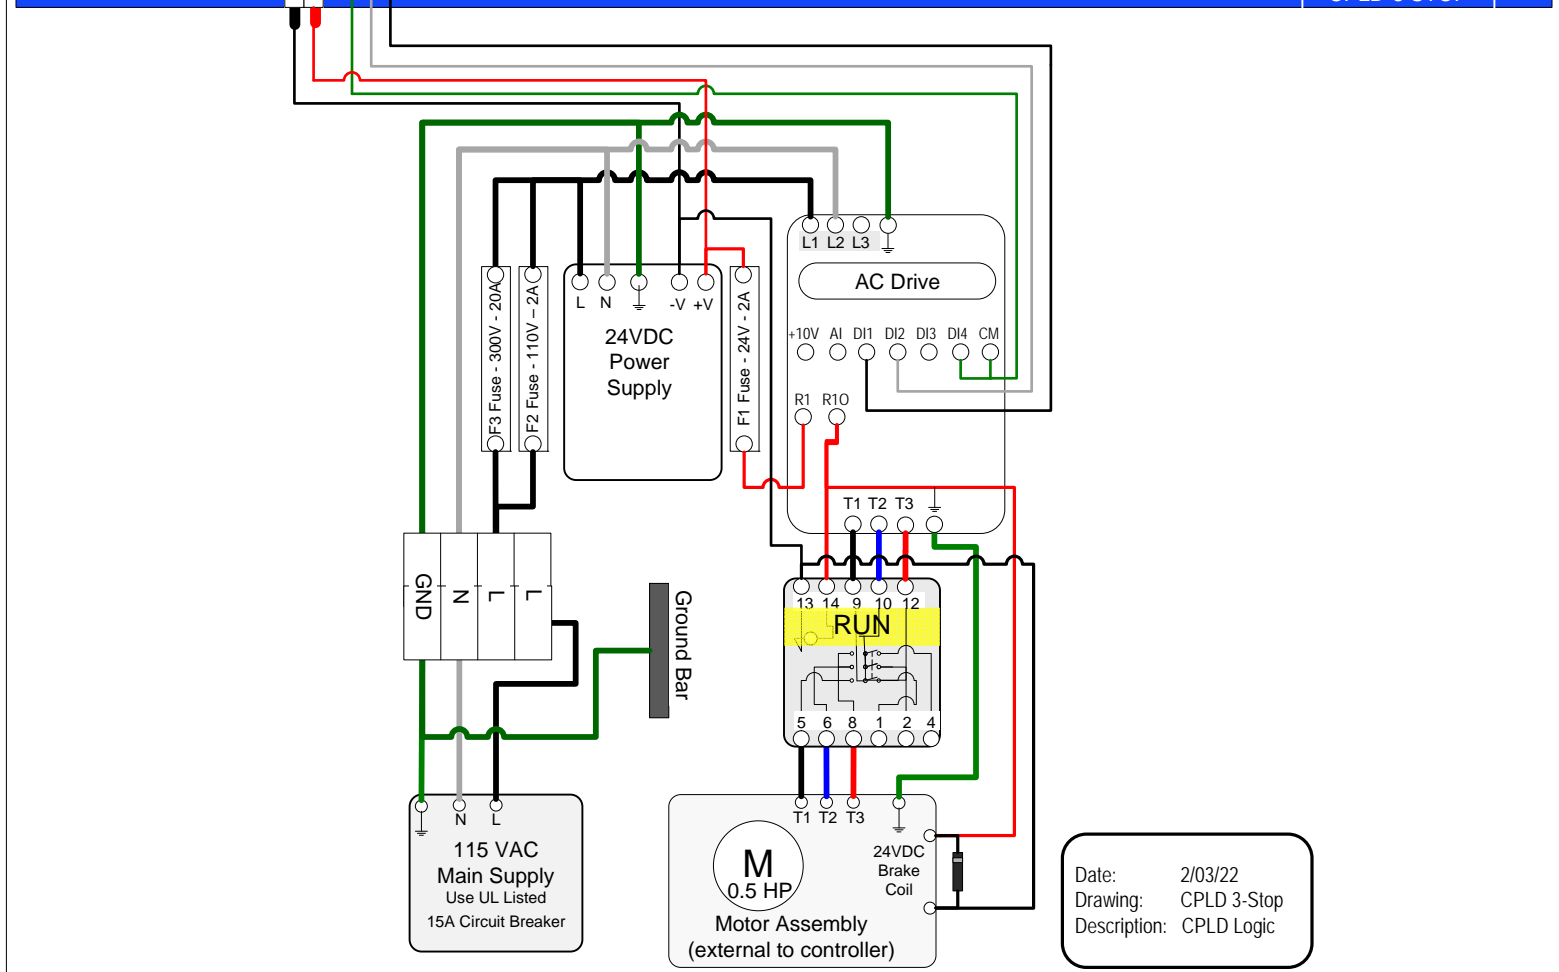 L1 L2 L3
AC Drive
L N -V +V
24VDC
Power
Supply
F3 Fuse - 300V - 20A
F2 Fuse - 110V – 2A
F1 Fuse - 24V - 2A
+10V AI DI1 DI2 DI3 DI4 CM
R1 R1O
T1 T2 T3
GND
N
L
L
Ground Bar
13 14 9 10 12
RUN
5 6 8 1 2 4
N L
115 VAC
Main Supply
Use UL Listed
15A Circuit Breaker
T1 T2 T3
M
0.5 HP
24VDC
Brake
Coil
Motor Assembly
(external to controller)
Date: 2/03/22
Drawing: CPLD 3-Stop
Description: CPLD Logic